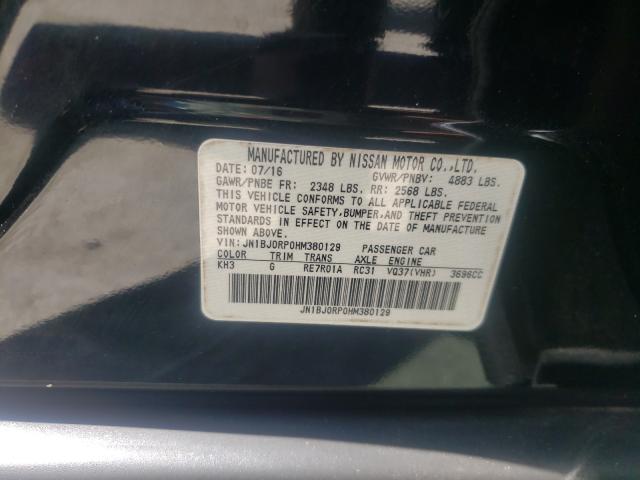 MANUFACTURED BY NISSAN MOTOR CO.,LTD.
DATE: 07/16 GVWR/PNBV: 4883 LBS.
GAWR/PNBE FR: 2348 LBS. RR: 2568 LBS.
THIS VEHICLE CONFORMS TO ALL APPLICABLE FEDERAL
MOTOR VEHICLE SAFETY,BUMPER,AND THEFT PREVENTION
STANDARDS IN EFFECT ON THE DATE OF MANUFACTURE
SHOWN ABOVE.
VIN: JN1BJ0RP0HM380129 PASSENGER CAR
COLOR TRIM TRANS AXLE ENGINE
KH3 G RE7R01A RC31 VQ37(VHR) 3696CC
JN1BJ0RP0HM380129